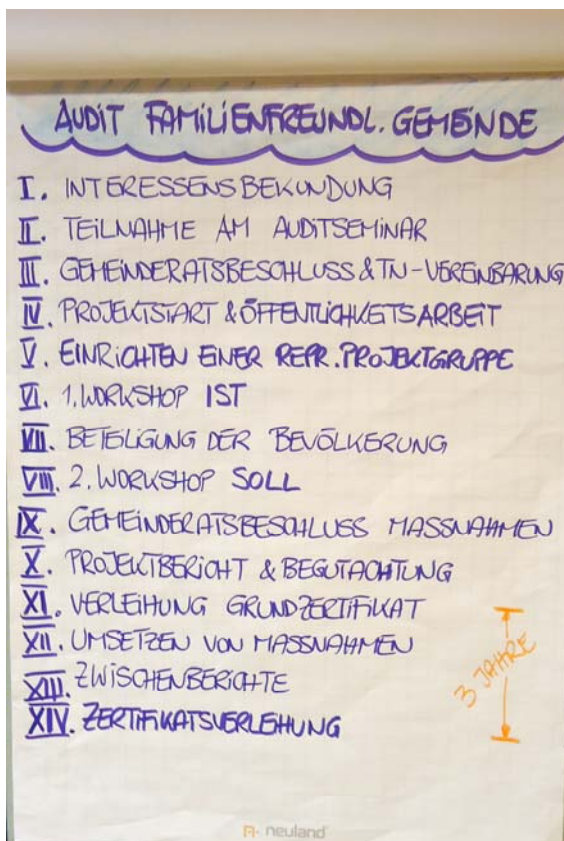 AUDIT FAMILIENFREUNDL. GEMEINDE
I. INTERESSENSBEKUNDUNG
II. TEILNAHME AM AUDITSEMINAR
III. GEMEINDERATSBESCHLUSS & TN-VEREINBARUNG
IV. PROJEKTSTART & ÖFFENTLICHKEITSARBEIT
V. EINRICHTEN EINER REPR. PROJEKTGRUPPE
VI. 1. WORKSHOP IST
VII. BETEILIGUNG DER BEVÖLKERUNG
VIII. 2. WORKSHOP SOLL
IX. GEMEINDERATSBESCHLUSS MASSNAHMEN
X. PROJEKTBERICHT & BEGUTACHTUNG
XI. VERLEIHUNG GRUNDZERTIFIKAT
XII. UMSETZEN VON MASSNAHMEN
XIII. ZWISCHENBERICHTE
XIV. ZERTIFIKATSVERLEIHUNG
3 JAHRE
neuland